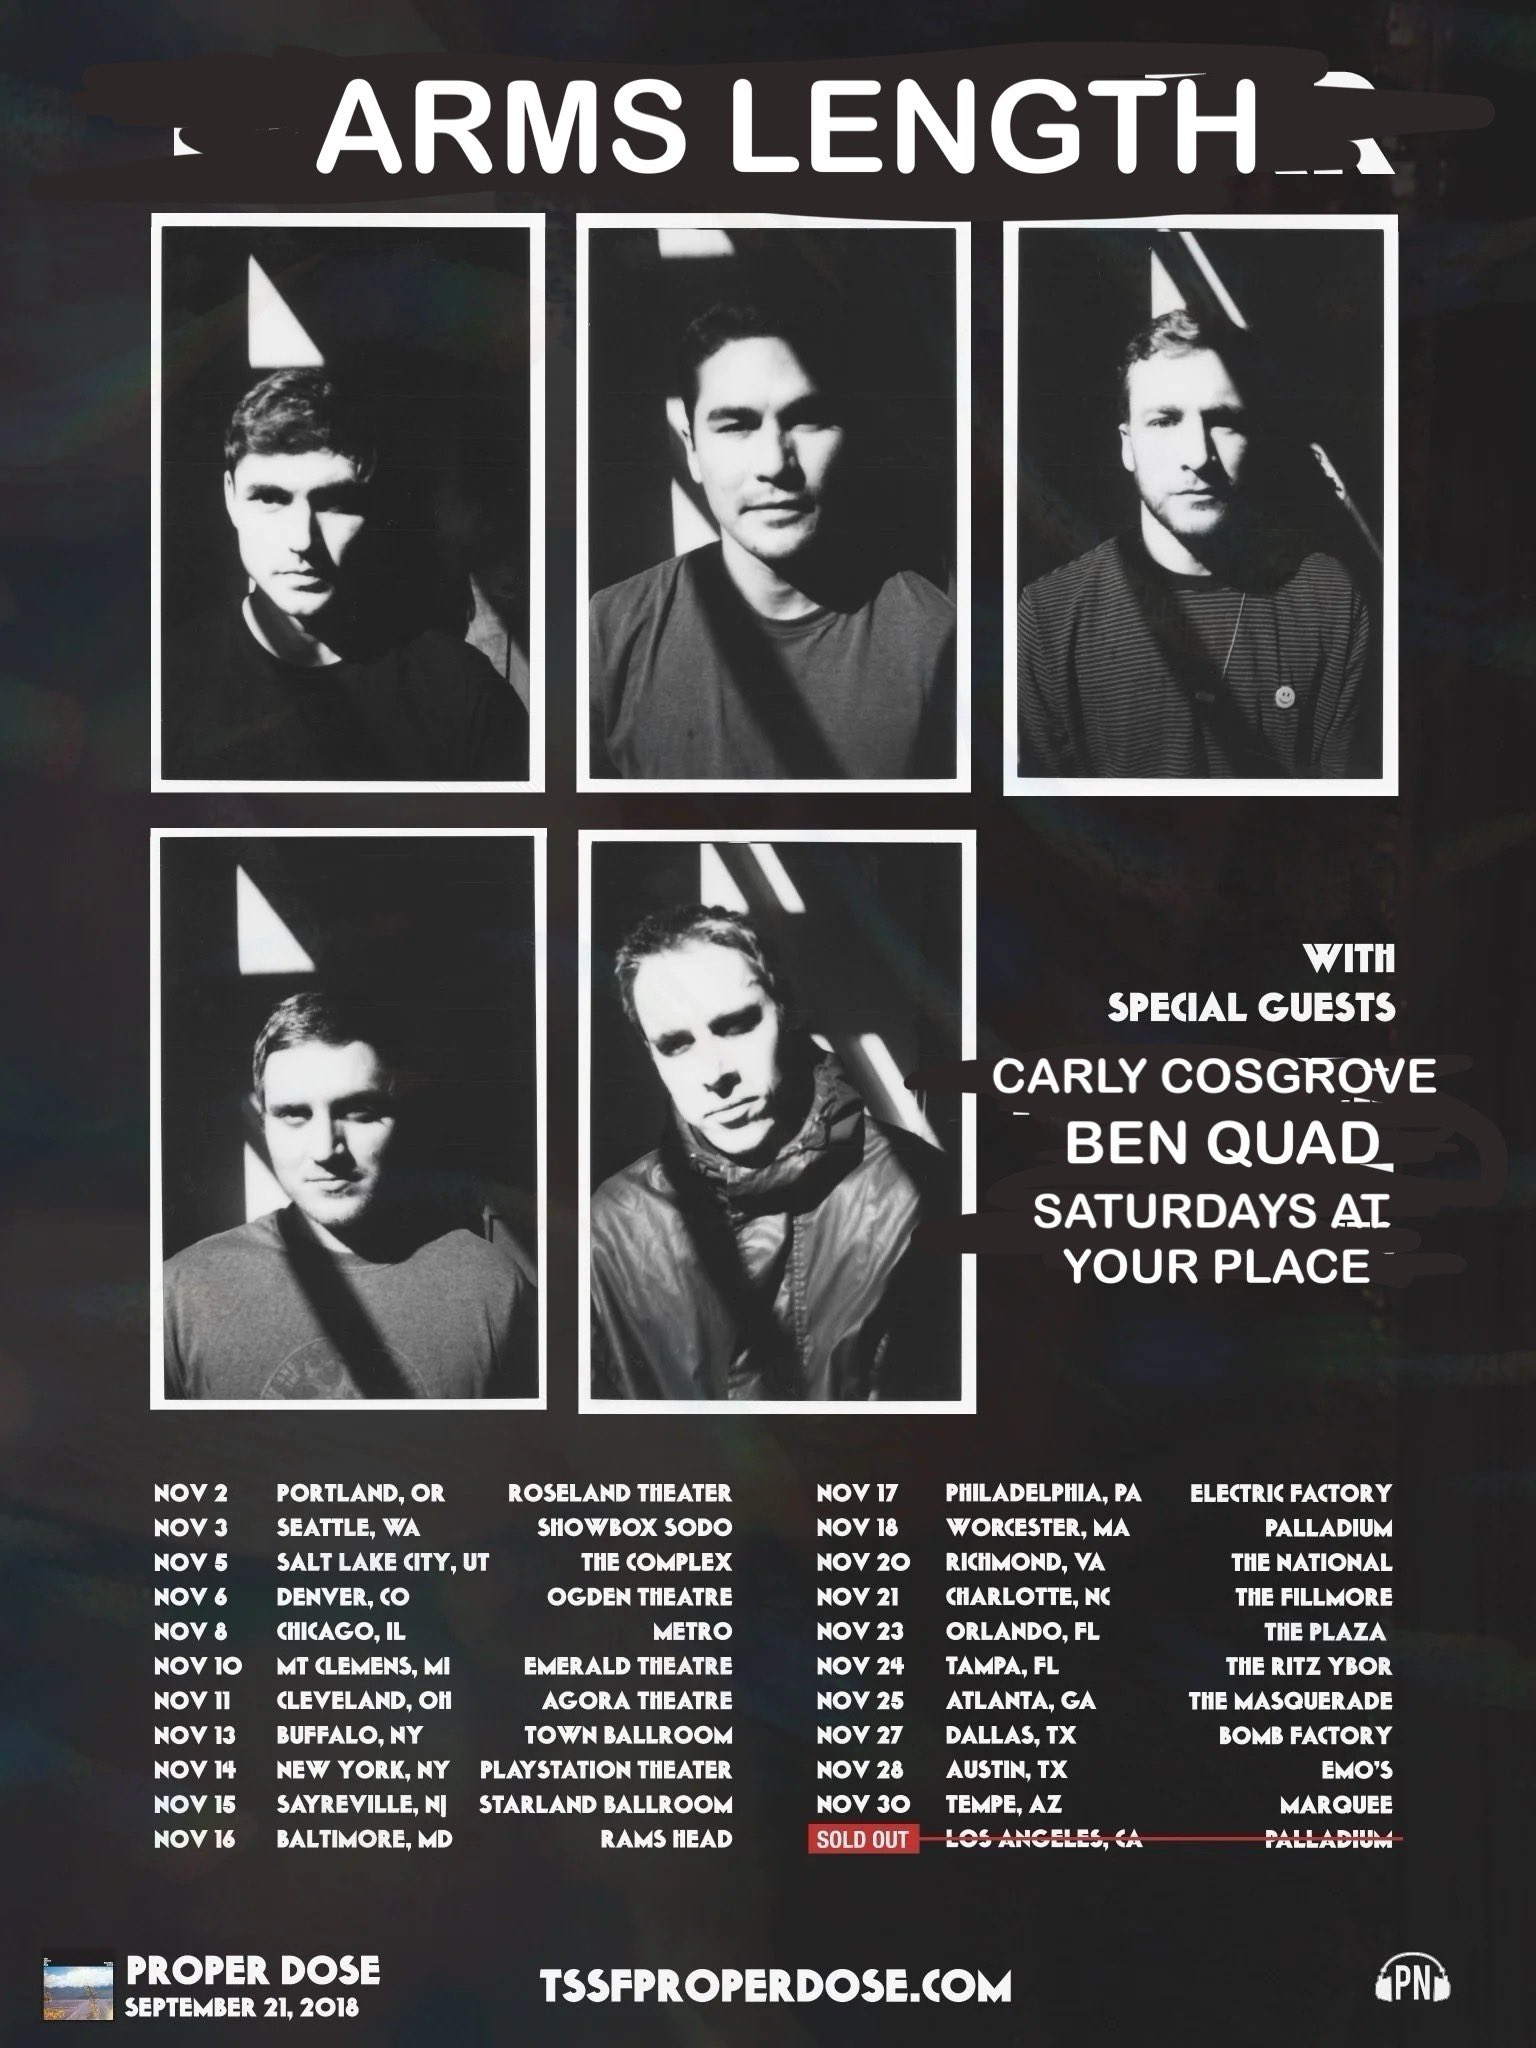 ARMS LENGTH
WITH
SPECIAL GUESTS
CARLY COSGROVE
BEN QUAD
SATURDAYS AT
YOUR PLACE
NOV 2 PORTLAND, OR ROSELAND THEATER
NOV 3 SEATTLE, WA SHOWBOX SODO
NOV 5 SALT LAKE CITY, UT THE COMPLEX
NOV 6 DENVER, CO OGDEN THEATRE
NOV 8 CHICAGO, IL METRO
NOV 10 MT CLEMENS, MI EMERALD THEATRE
NOV 11 CLEVELAND, OH AGORA THEATRE
NOV 13 BUFFALO, NY TOWN BALLROOM
NOV 14 NEW YORK, NY PLAYSTATION THEATER
NOV 15 SAYREVILLE, NJ STARLAND BALLROOM
NOV 16 BALTIMORE, MD RAMS HEAD
NOV 17 PHILADELPHIA, PA ELECTRIC FACTORY
NOV 18 WORCESTER, MA PALLADIUM
NOV 20 RICHMOND, VA THE NATIONAL
NOV 21 CHARLOTTE, NC THE FILLMORE
NOV 23 ORLANDO, FL THE PLAZA
NOV 24 TAMPA, FL THE RITZ YBOR
NOV 25 ATLANTA, GA THE MASQUERADE
NOV 27 DALLAS, TX BOMB FACTORY
NOV 28 AUSTIN, TX EMO'S
NOV 30 TEMPE, AZ MARQUEE
SOLD OUT LOS ANGELES, CA PALLADIUM
PROPER DOSE
SEPTEMBER 21, 2018
TSSFPROPERDOSE.COM
PN